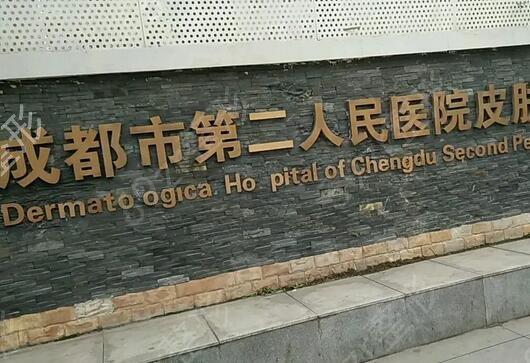 成都市第二人民医院皮肤
Dermato ogica Ho pital of Chengdu Second Pe